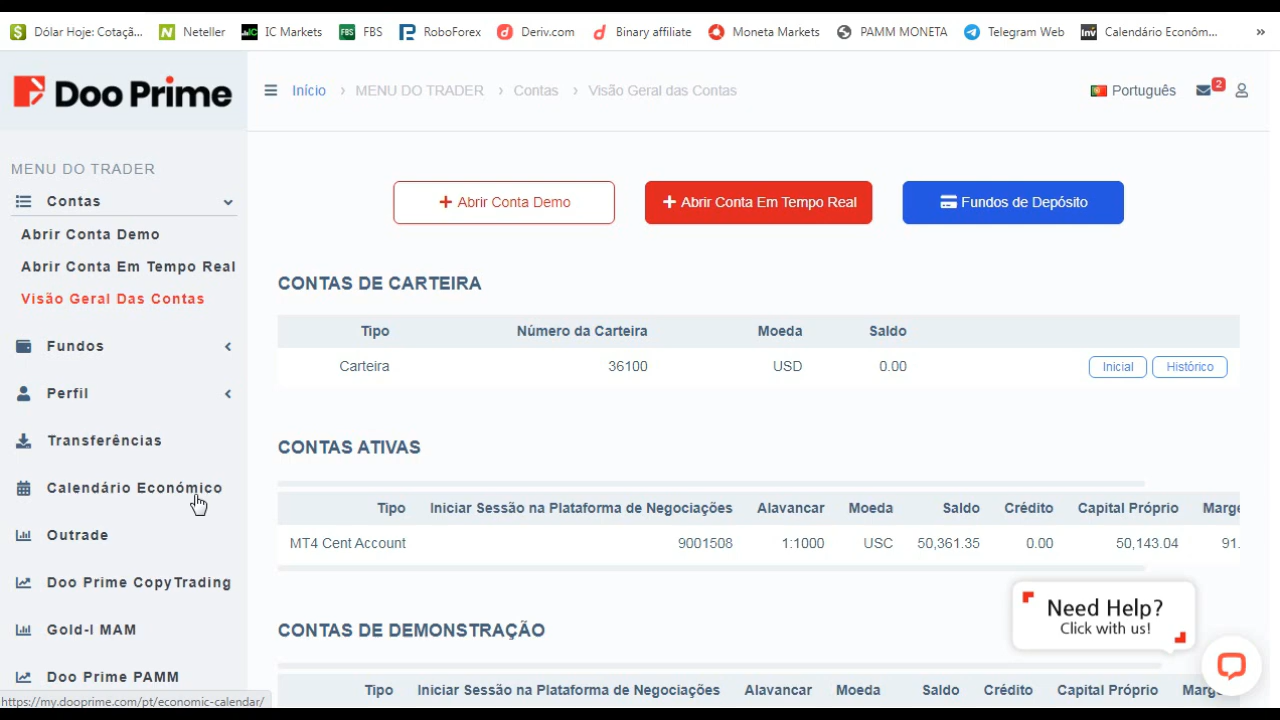 Dólar Hoje: Cotaçã... Neteller IC Markets FBS RoboForex Deriv.com Binary affiliate Moneta Markets PAMM MONETA Telegram Web Calendário Económ... »
Doo Prime
Início > MENU DO TRADER > Contas > Visão Geral das Contas
Português 2
MENU DO TRADER
Contas
Abrir Conta Demo
Abrir Conta Em Tempo Real
Visão Geral Das Contas
Fundos
Perfil
Transferências
Calendário Económico
Outrade
Doo Prime CopyTrading
Gold-I MAM
Doo Prime PAMM
https://my.dooprime.com/pt/economic-calendar/
+ Abrir Conta Demo
+ Abrir Conta Em Tempo Real
Fundos de Depósito
CONTAS DE CARTEIRA
Tipo Número da Carteira Moeda Saldo
Carteira 36100 USD 0.00 Inicial Histórico
CONTAS ATIVAS
Tipo Iniciar Sessão na Plataforma de Negociações Alavancar Moeda Saldo Crédito Capital Próprio Marge
MT4 Cent Account 9001508 1:1000 USC 50,361.35 0.00 50,143.04 91.
CONTAS DE DEMONSTRAÇÃO
Tipo Iniciar Sessão na Plataforma de Negociações Alavancar Moeda Saldo Crédito Capital Próprio Marg
Need Help?
Click with us!